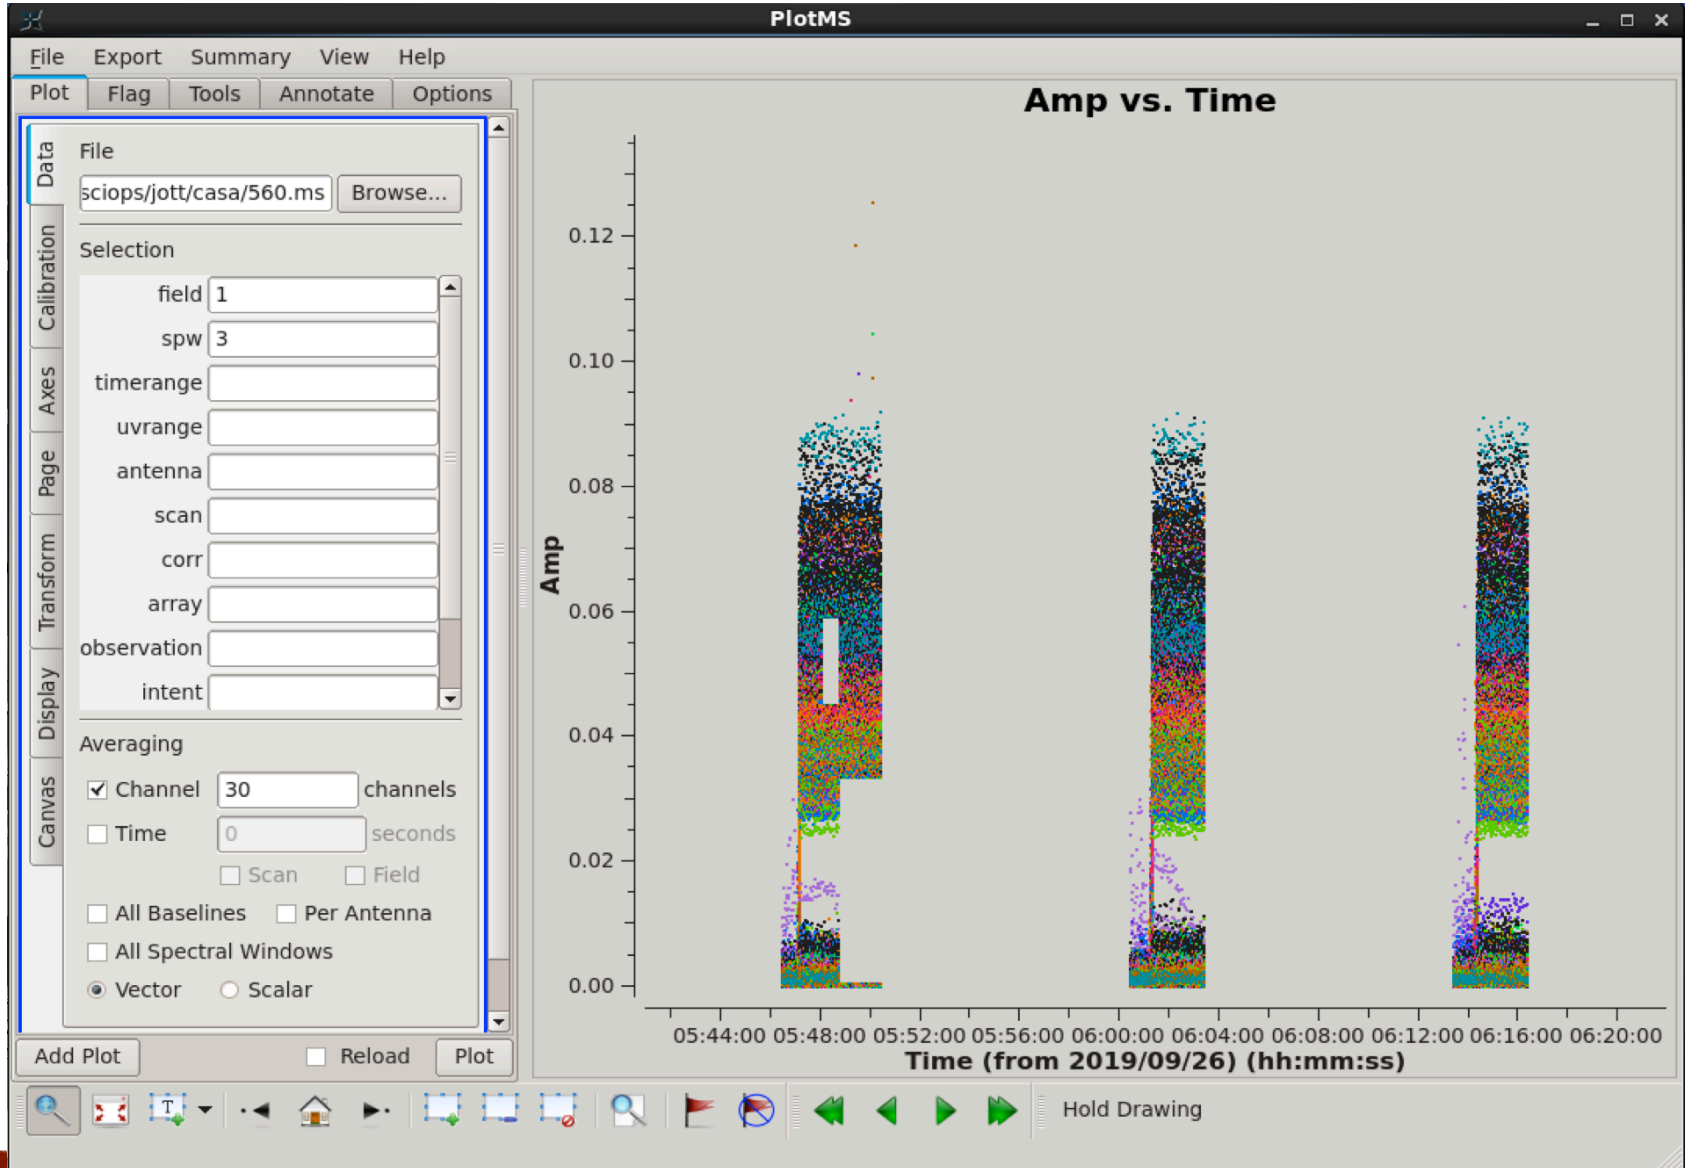 PlotMS
File Export Summary View Help
Plot Flag Tools Annotate Options
Data
Calibration
Axes
Page
Transform
Display
Canvas
File
sciops/jott/casa/560.ms Browse...
Selection
field 1
spw 3
timerange
uvrange
antenna
scan
corr
array
observation
intent
Averaging
Channel 30 channels
Time 0 seconds
Scan Field
All Baselines Per Antenna
All Spectral Windows
Vector Scalar
Add Plot Reload Plot
Amp vs. Time
Amp
0.12
0.10
0.08
0.06
0.04
0.02
0.00
05:44:00 05:48:00 05:52:00 05:56:00 06:00:00 06:04:00 06:08:00 06:12:00 06:16:00 06:20:00
Time (from 2019/09/26) (hh:mm:ss)
T
Hold Drawing